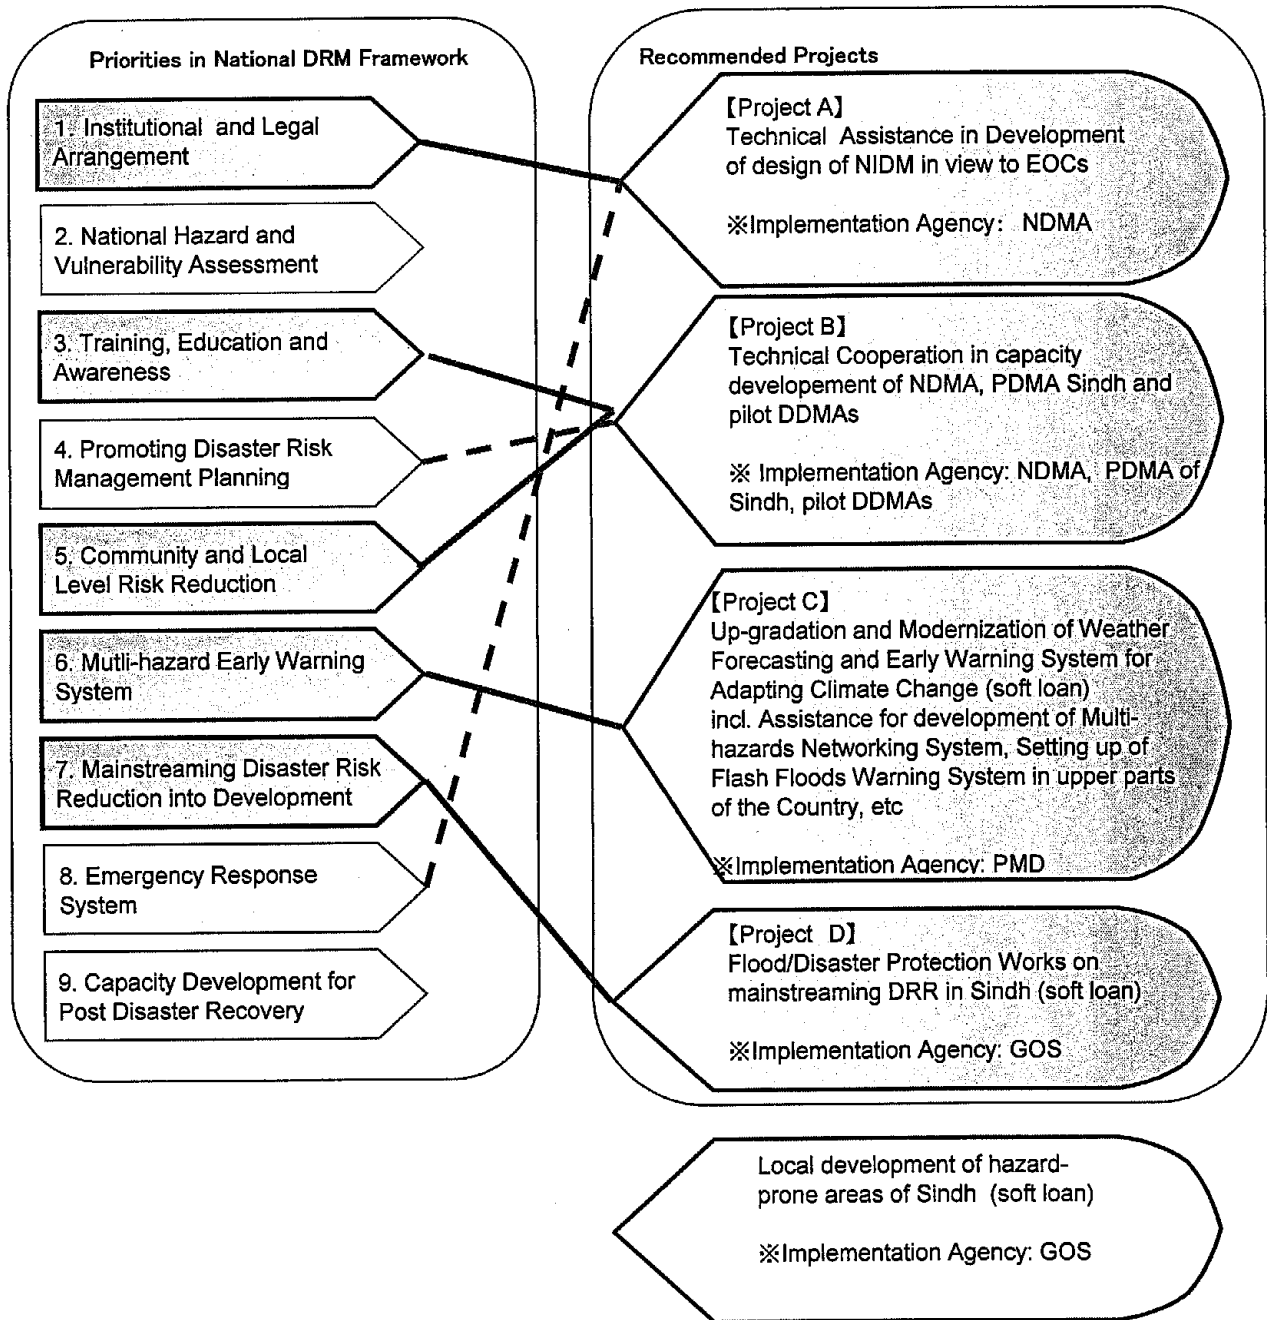 Priorities in National DRM Framework
1. Institutional and Legal
Arrangement
2. National Hazard and
Vulnerability Assessment
3. Training, Education and
Awareness
4. Promoting Disaster Risk
Management Planning
5. Community and Local
Level Risk Reduction
6. Mutli-hazard Early Warning
System
7. Mainstreaming Disaster Risk
Reduction into Development
8. Emergency Response
System
9. Capacity Development for
Post Disaster Recovery
Recommended Projects
【Project A】
Technical Assistance in Development
of design of NIDM in view to EOCs
※Implementation Agency: NDMA
【Project B】
Technical Cooperation in capacity
developement of NDMA, PDMA Sindh and
pilot DDMAs
※ Implementation Agency: NDMA, PDMA of
Sindh, pilot DDMAs
【Project C】
Up-gradation and Modernization of Weather
Forecasting and Early Warning System for
Adapting Climate Change (soft loan)
incl. Assistance for development of Multi-
hazards Networking System, Setting up of
Flash Floods Warning System in upper parts
of the Country, etc
※Implementation Agency: PMD
【Project D】
Flood/Disaster Protection Works on
mainstreaming DRR in Sindh (soft loan)
※Implementation Agency: GOS
Local development of hazard-
prone areas of Sindh (soft loan)
※Implementation Agency: GOS